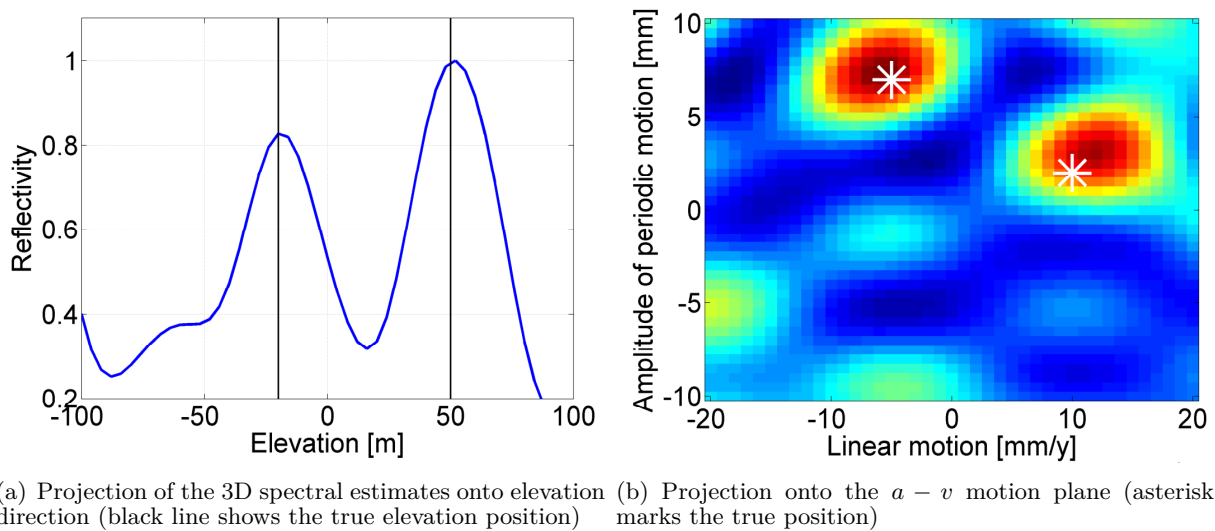 1
0.8
0.6
0.4
0.2
Reflectivity
-100
-50
0
50
100
Elevation [m]
10
5
0
-5
-10
Amplitude of periodic motion [mm]
-20
-10
0
10
20
Linear motion [mm/y]
(a) Projection of the 3D spectral estimates onto elevation
direction (black line shows the true elevation position)
(b) Projection onto the a − v motion plane (asterisk
marks the true position)